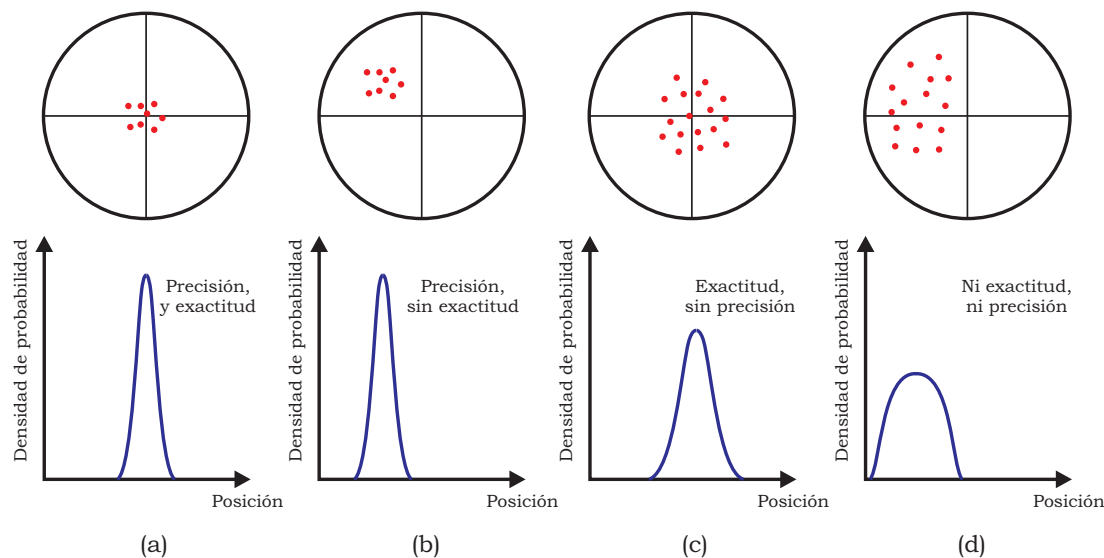 Densidad de probabilidad
Precisión,
y exactitud
Posición
(a)
Densidad de probabilidad
Precisión,
sin exactitud
Posición
(b)
Densidad de probabilidad
Exactitud,
sin precisión
Posición
(c)
Densidad de probabilidad
Ni exactitud,
ni precisión
Posición
(d)